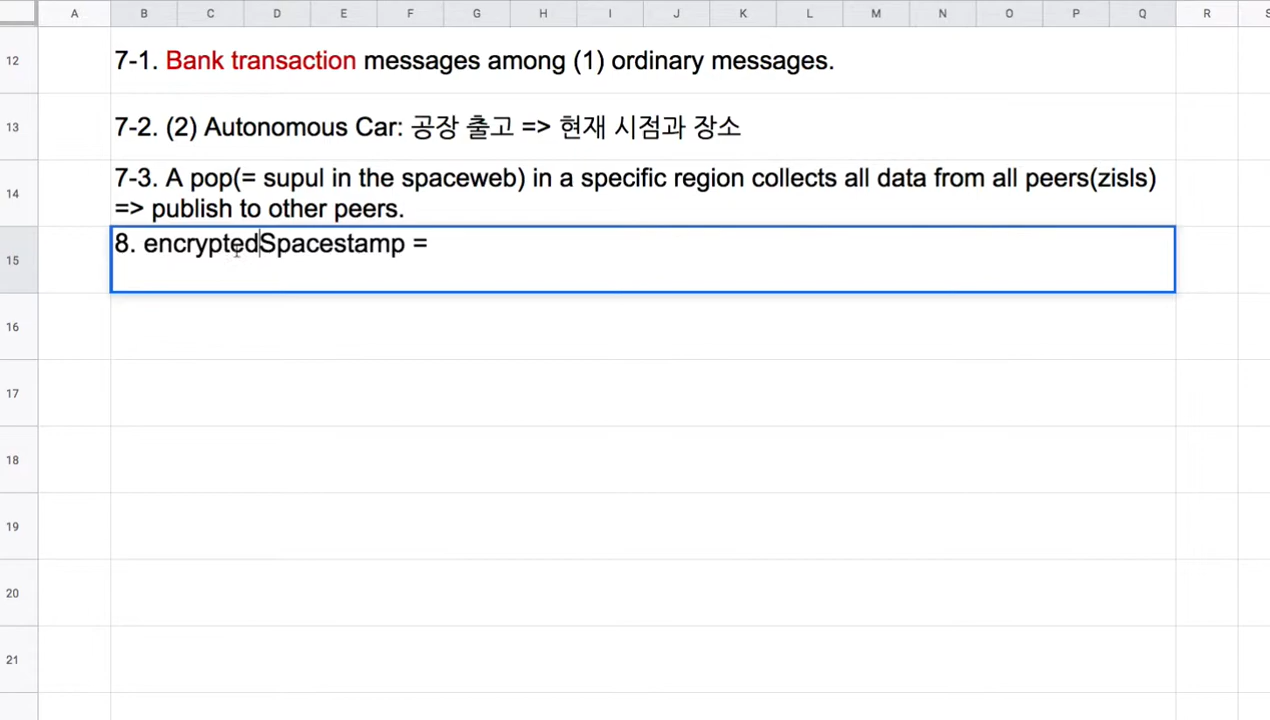 A B C D E F G H I J K L M N O P Q R S
12 7-1. Bank transaction messages among (1) ordinary messages.
13 7-2. (2) Autonomous Car: 공장 출고 => 현재 시점과 장소
14 7-3. A pop(= supul in the spaceweb) in a specific region collects all data from all peers(zisls)
=> publish to other peers.
15 8. encryptedSpacestamp =
16
17
18
19
20
21